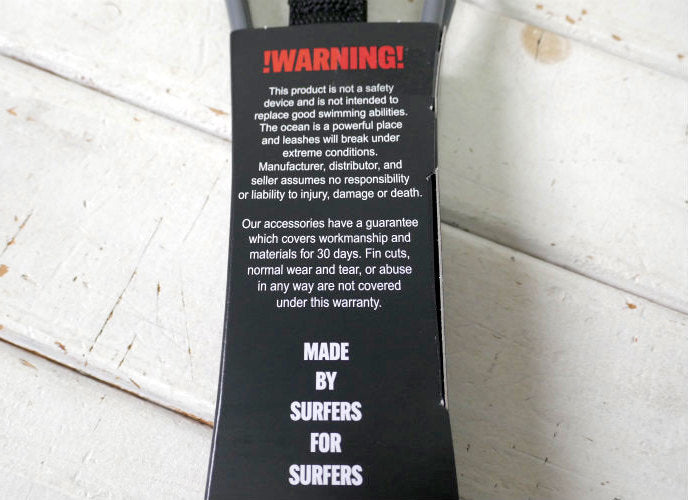 !WARNING!
This product is not a safety
device and is not intended to
replace good swimming abilities.
The ocean is a powerful place
and leashes will break under
extreme conditions.
Manufacturer, distributor, and
seller assumes no responsibility
or liability to injury, damage or death.
Our accessories have a guarantee
which covers workmanship and
materials for 30 days. Fin cuts,
normal wear and tear, or abuse
in any way are not covered
under this warranty.
MADE
BY
SURFERS
FOR
SURFERS